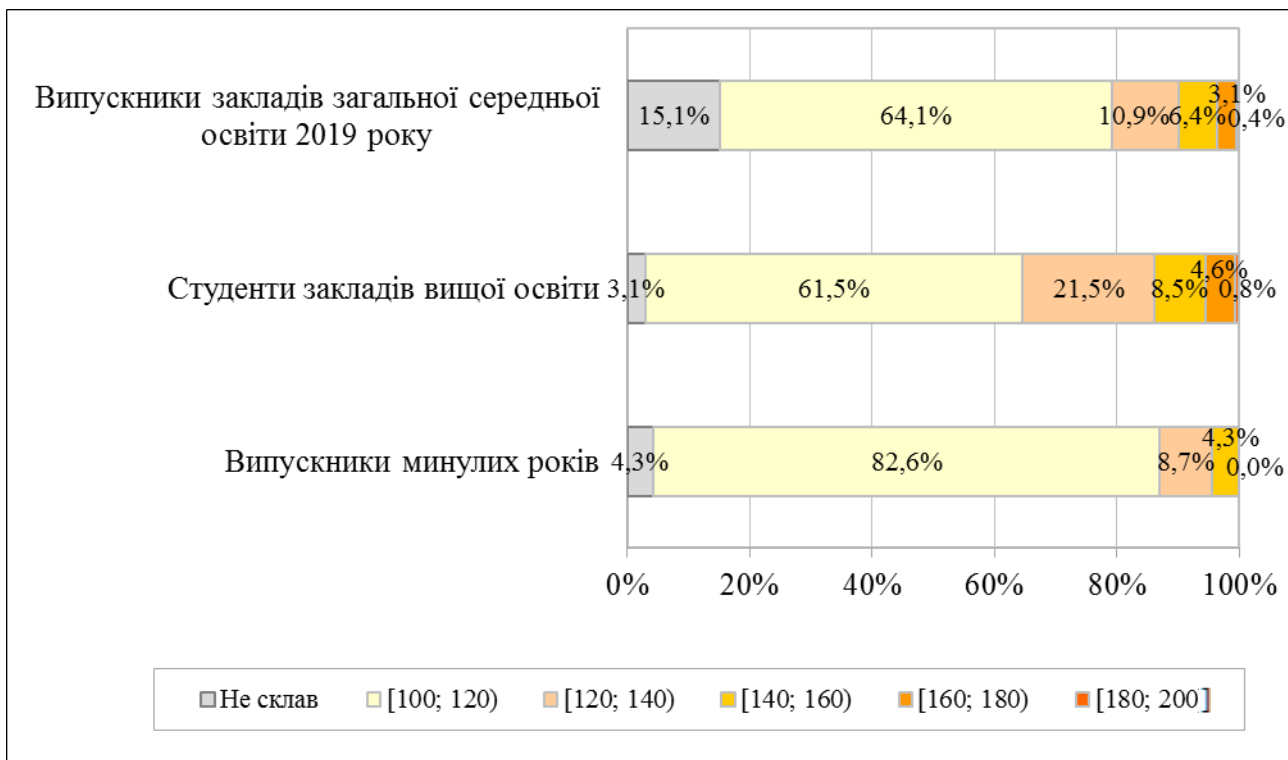 Випускники закладів загальної середньої
освіти 2019 року
15,1%
64,1%
10,9%
6,4%
3,1%
0,4%
Студенти закладів вищої освіти
3,1%
61,5%
21,5%
8,5%
4,6%
0,8%
Випускники минулих років
4,3%
82,6%
8,7%
4,3%
0,0%
0% 20% 40% 60% 80% 100%
Не склав [100; 120) [120; 140) [140; 160) [160; 180) [180; 200]